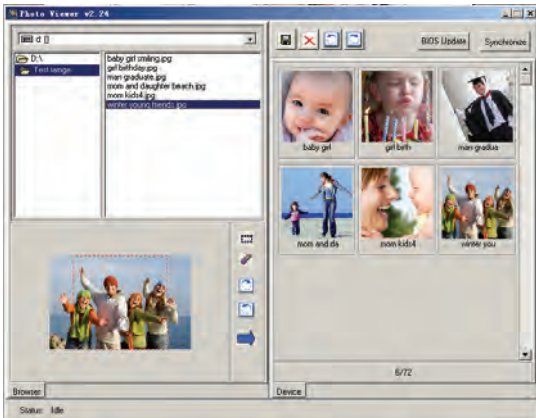 Photo Viewer v2.24
d: []
D:\
Test iamge
baby girl smiling.jpg
girl birthday.jpg
man graduate.jpg
mom and daughter beach.jpg
mom kids4.jpg
winter young friends.jpg
BIOS Update
Synchronize
baby girl
girl birth
man gradua
mom and da
mom kids4
winter you
6/72
Browser
Device
Status: Idle